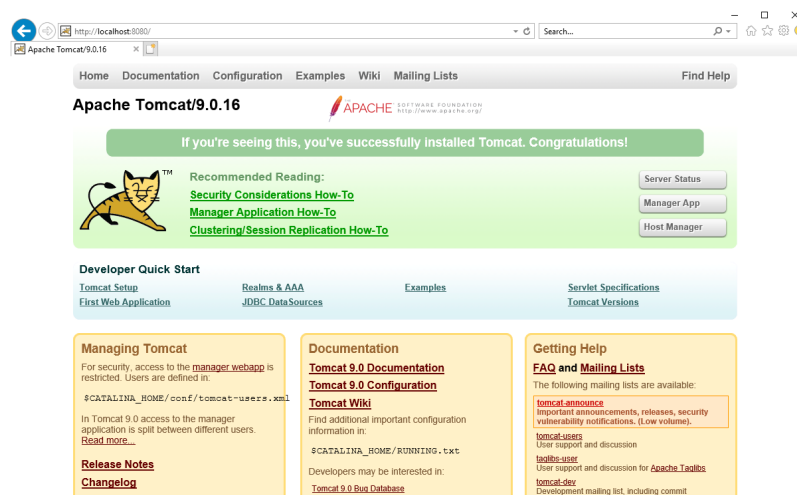 http://localhost:8080/
Search...
Apache Tomcat/9.0.16
Home Documentation Configuration Examples Wiki Mailing Lists Find Help
Apache Tomcat/9.0.16
THE APACHE SOFTWARE FOUNDATION
http://www.apache.org/
If you're seeing this, you've successfully installed Tomcat. Congratulations!
TM
Recommended Reading:
Security Considerations How-To
Manager Application How-To
Clustering/Session Replication How-To
Server Status
Manager App
Host Manager
Developer Quick Start
Tomcat Setup
First Web Application
Realms & AAA
JDBC DataSources
Examples
Servlet Specifications
Tomcat Versions
Managing Tomcat
For security, access to the manager webapp is
restricted. Users are defined in:
$CATALINA_HOME/conf/tomcat-users.xml
In Tomcat 9.0 access to the manager
application is split between different users.
Read more...
Release Notes
Changelog
Documentation
Tomcat 9.0 Documentation
Tomcat 9.0 Configuration
Tomcat Wiki
Find additional important configuration
information in:
$CATALINA_HOME/RUNNING.txt
Developers may be interested in:
Tomcat 9.0 Bug Database
Getting Help
FAQ and Mailing Lists
The following mailing lists are available:
tomcat-announce
Important announcements, releases, security
vulnerability notifications. (Low volume).
tomcat-users
User support and discussion
taglibs-user
User support and discussion for Apache Taglibs
tomcat-dev
Development mailing list, including commit